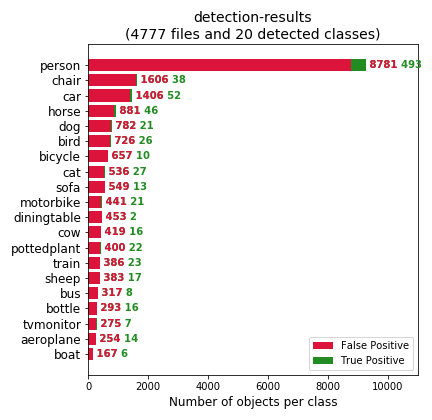 detection-results
(4777 files and 20 detected classes)
person 8781 493
chair 1606 38
car 1406 52
horse 881 46
dog 782 21
bird 726 26
bicycle 657 10
cat 536 27
sofa 549 13
motorbike 441 21
diningtable 453 2
cow 419 16
pottedplant 400 22
train 386 23
sheep 383 17
bus 317 8
bottle 293 16
tvmonitor 275 7
aeroplane 254 14
boat 167 6
False Positive
True Positive
0 2000 4000 6000 8000 10000
Number of objects per class